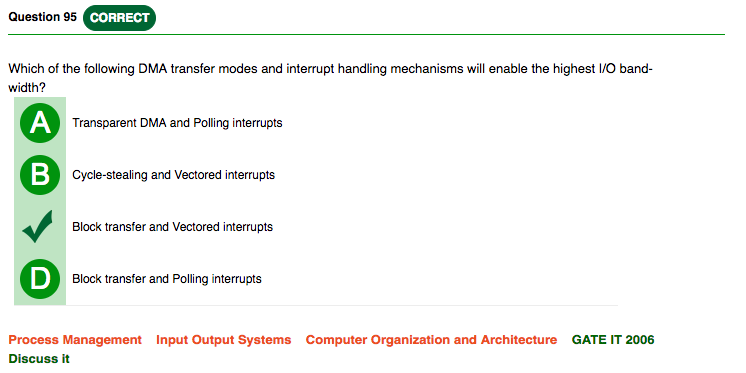 Question 95 CORRECT
Which of the following DMA transfer modes and interrupt handling mechanisms will enable the highest I/O band-
width?
A Transparent DMA and Polling interrupts
B Cycle-stealing and Vectored interrupts
Block transfer and Vectored interrupts
D Block transfer and Polling interrupts
Process Management Input Output Systems Computer Organization and Architecture GATE IT 2006
Discuss it